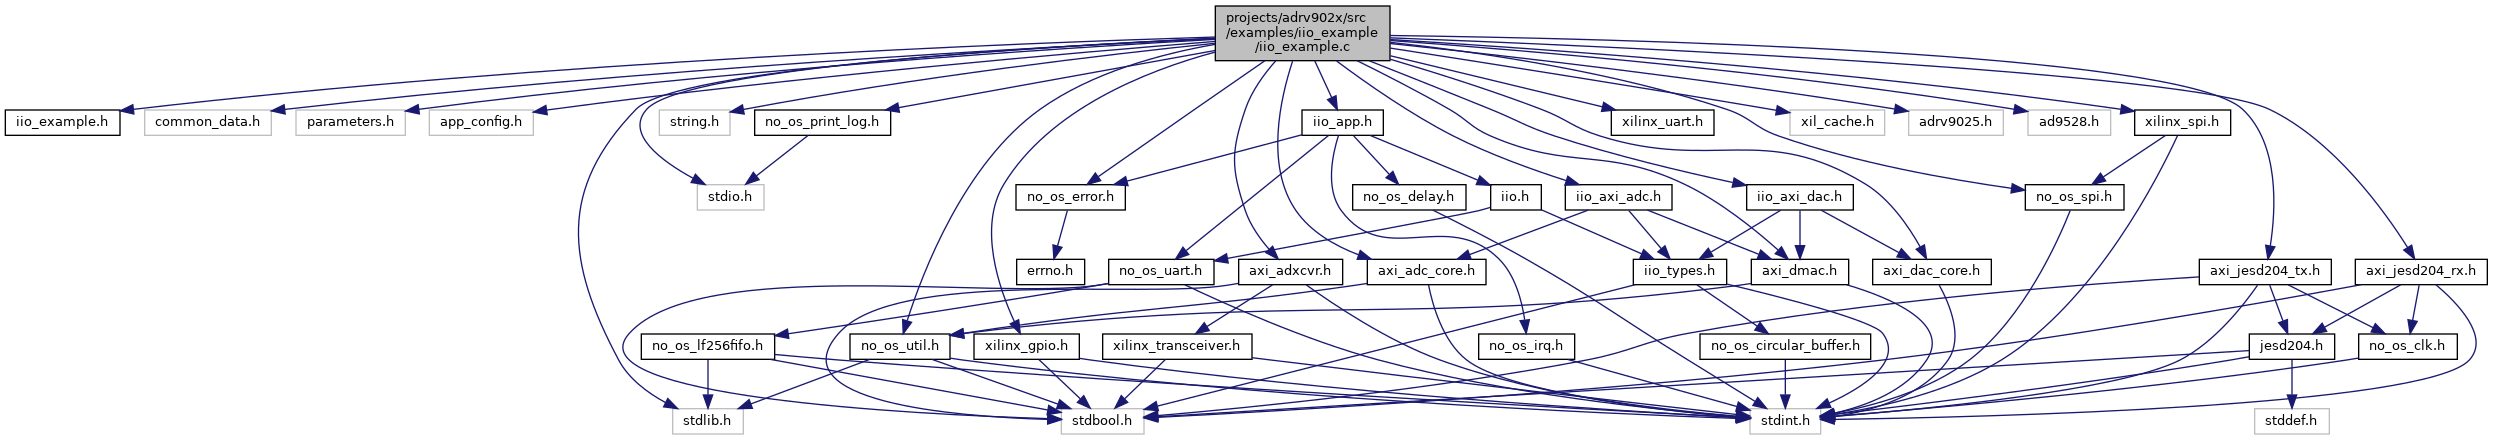 projects/adrv902x/src
/examples/iio_example
/iio_example.c
iio_example.h
common_data.h
parameters.h
app_config.h
string.h
no_os_print_log.h
iio_app.h
xilinx_uart.h
xil_cache.h
adrv9025.h
ad9528.h
xilinx_spi.h
stdio.h
no_os_error.h
no_os_delay.h
iio.h
iio_axi_adc.h
iio_axi_dac.h
no_os_spi.h
errno.h
no_os_uart.h
axi_adxcvr.h
axi_adc_core.h
iio_types.h
axi_dmac.h
axi_dac_core.h
axi_jesd204_tx.h
axi_jesd204_rx.h
no_os_lf256fifo.h
no_os_util.h
xilinx_gpio.h
xilinx_transceiver.h
no_os_irq.h
no_os_circular_buffer.h
jesd204.h
no_os_clk.h
stdlib.h
stdbool.h
stdint.h
stddef.h